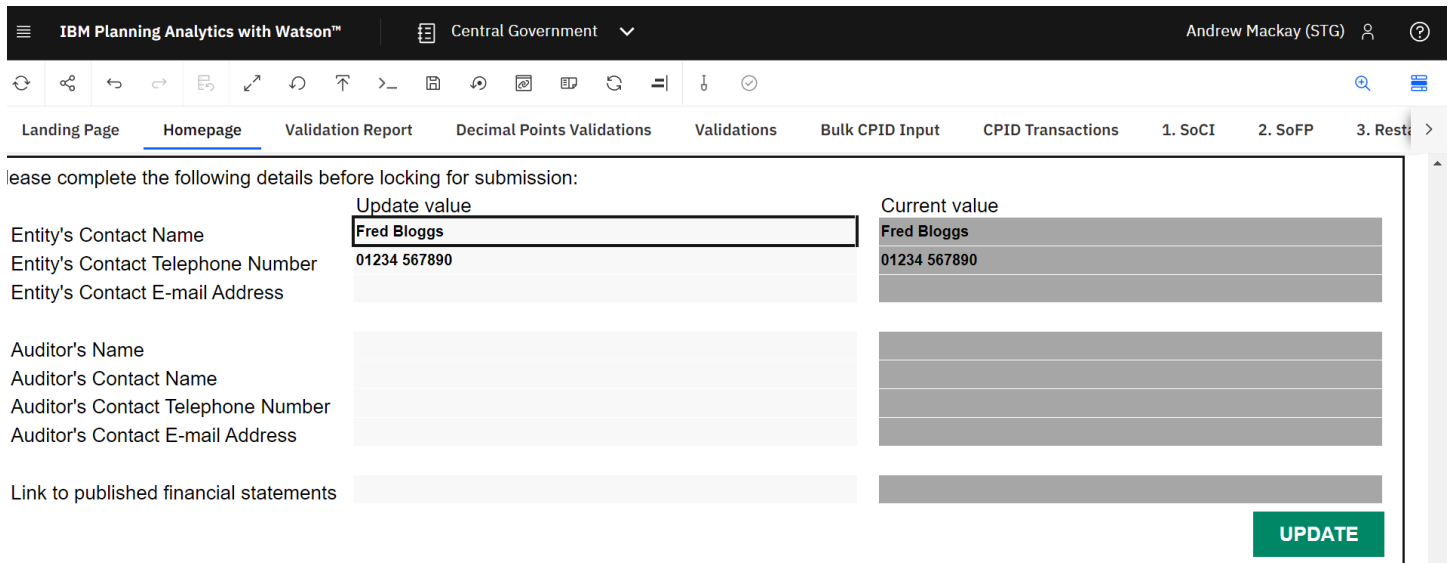 IBM Planning Analytics with Watson™ Central Government Andrew Mackay (STG)
Landing Page Homepage Validation Report Decimal Points Validations Validations Bulk CPID Input CPID Transactions 1. SoCI 2. SoFP 3. Resta
lease complete the following details before locking for submission:
Update value Current value
Entity's Contact Name Fred Bloggs Fred Bloggs
Entity's Contact Telephone Number 01234 567890 01234 567890
Entity's Contact E-mail Address
Auditor's Name
Auditor's Contact Name
Auditor's Contact Telephone Number
Auditor's Contact E-mail Address
Link to published financial statements
UPDATE